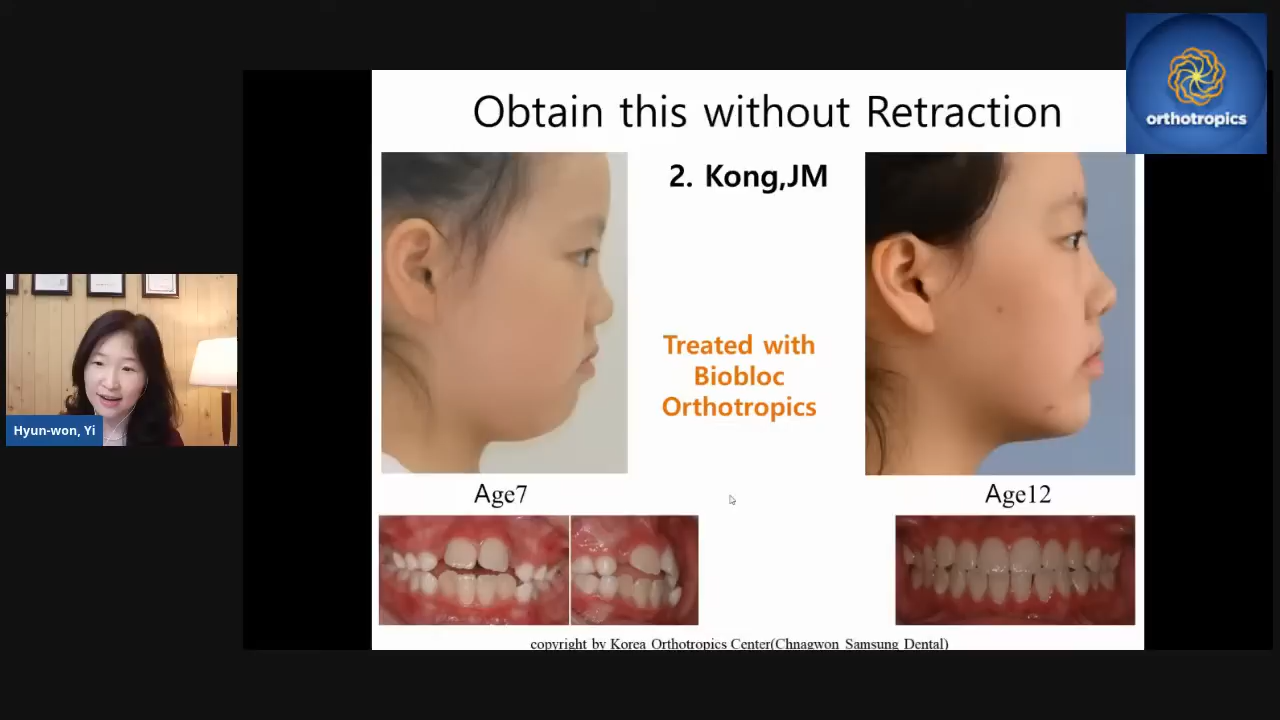 Obtain this without Retraction
orthotropics
2. Kong,JM
Treated with
Biobloc
Orthotropics
Hyun-won, Yi
Age7
Age12
copyright by Korea Orthotropics Center(Chnagwon Samsung Dental)